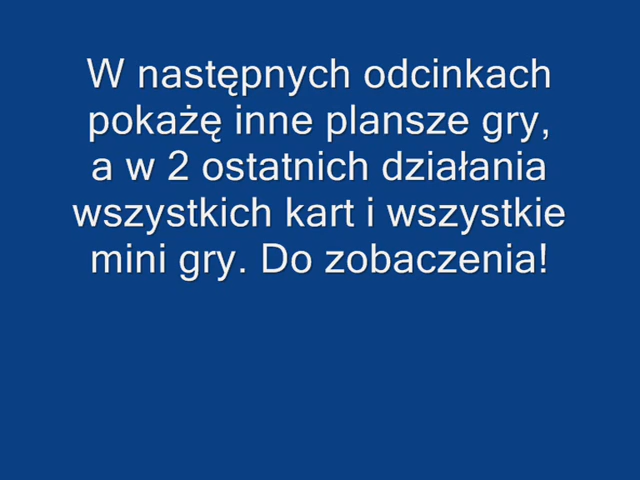 W następnych odcinkach
pokażę inne plansze gry,
a w 2 ostatnich działania
wszystkich kart i wszystkie
mini gry. Do zobaczenia!